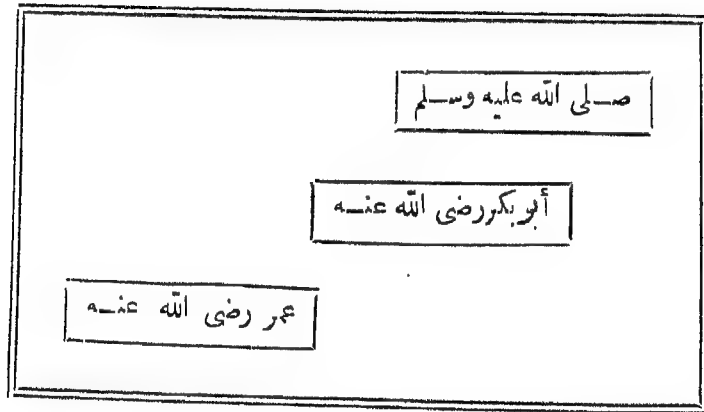 صلى الله عليه وسلم
أبو بكر رضى الله عنه
عمر رضى الله عنه